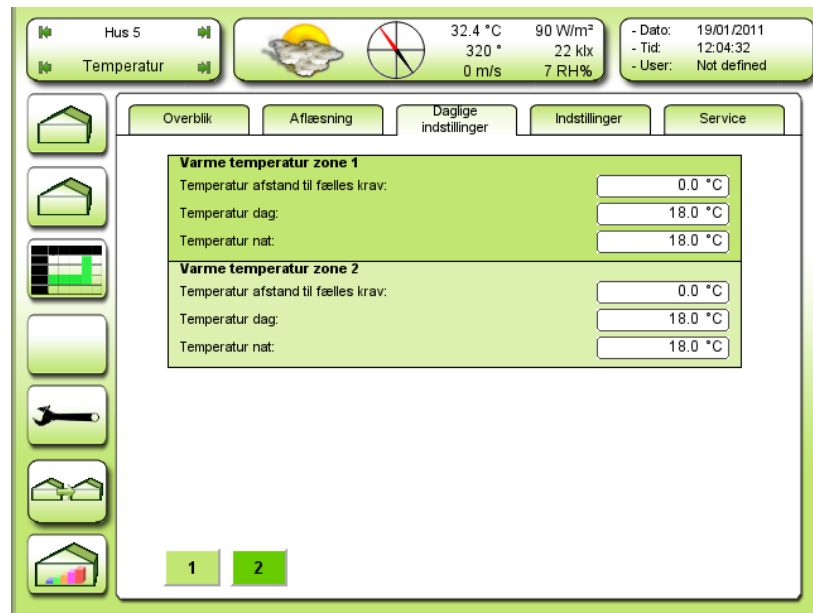 Hus 5
Temperatur
32.4 °C 90 W/m²
320 ° 22 klx
0 m/s 7 RH%
- Dato: 19/01/2011
- Tid: 12:04:32
- User: Not defined
Overblik
Aflæsning
Daglige
indstillinger
Indstillinger
Service
Varme temperatur zone 1
Temperatur afstand til fælles krav: 0.0 °C
Temperatur dag: 18.0 °C
Temperatur nat: 18.0 °C
Varme temperatur zone 2
Temperatur afstand til fælles krav: 0.0 °C
Temperatur dag: 18.0 °C
Temperatur nat: 18.0 °C
1 2